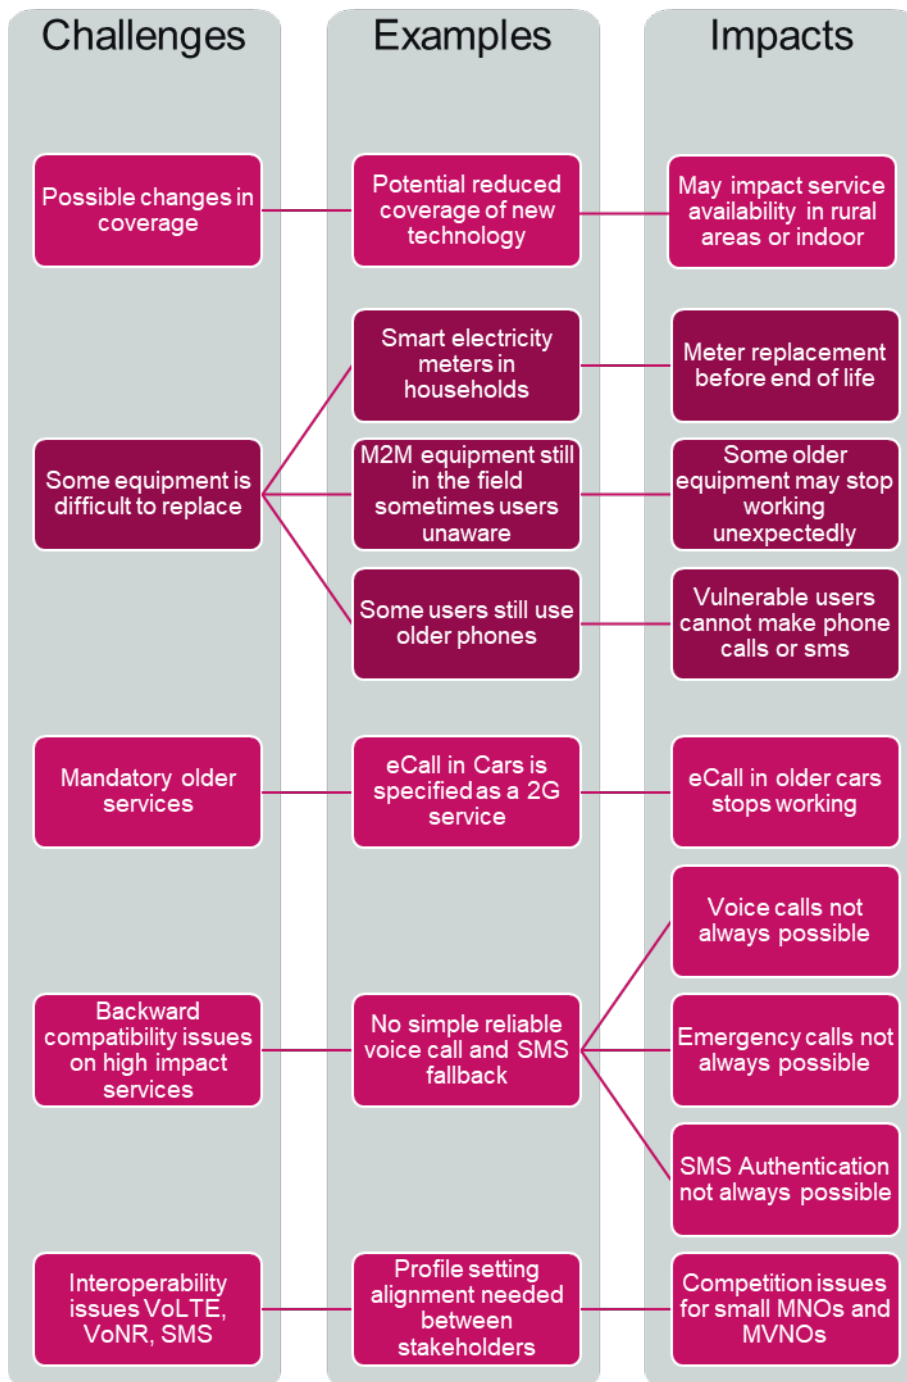 Challenges
Examples
Impacts
Possible changes in
coverage
Potential reduced
coverage of new
technology
May impact service
availability in rural
areas or indoor
Some equipment is
difficult to replace
Smart electricity
meters in
households
Meter replacement
before end of life
M2M equipment still
in the field
sometimes users
unaware
Some older
equipment may stop
working
unexpectedly
Some users still use
older phones
Vulnerable users
cannot make phone
calls or sms
Mandatory older
services
eCall in Cars is
specified as a 2G
service
eCall in older cars
stops working
Backward
compatibility issues
on high impact
services
No simple reliable
voice call and SMS
fallback
Voice calls not
always possible
Emergency calls not
always possible
SMS Authentication
not always possible
Interoperability
issues VoLTE,
VoNR, SMS
Profile setting
alignment needed
between
stakeholders
Competition issues
for small MNOs and
MVNOs